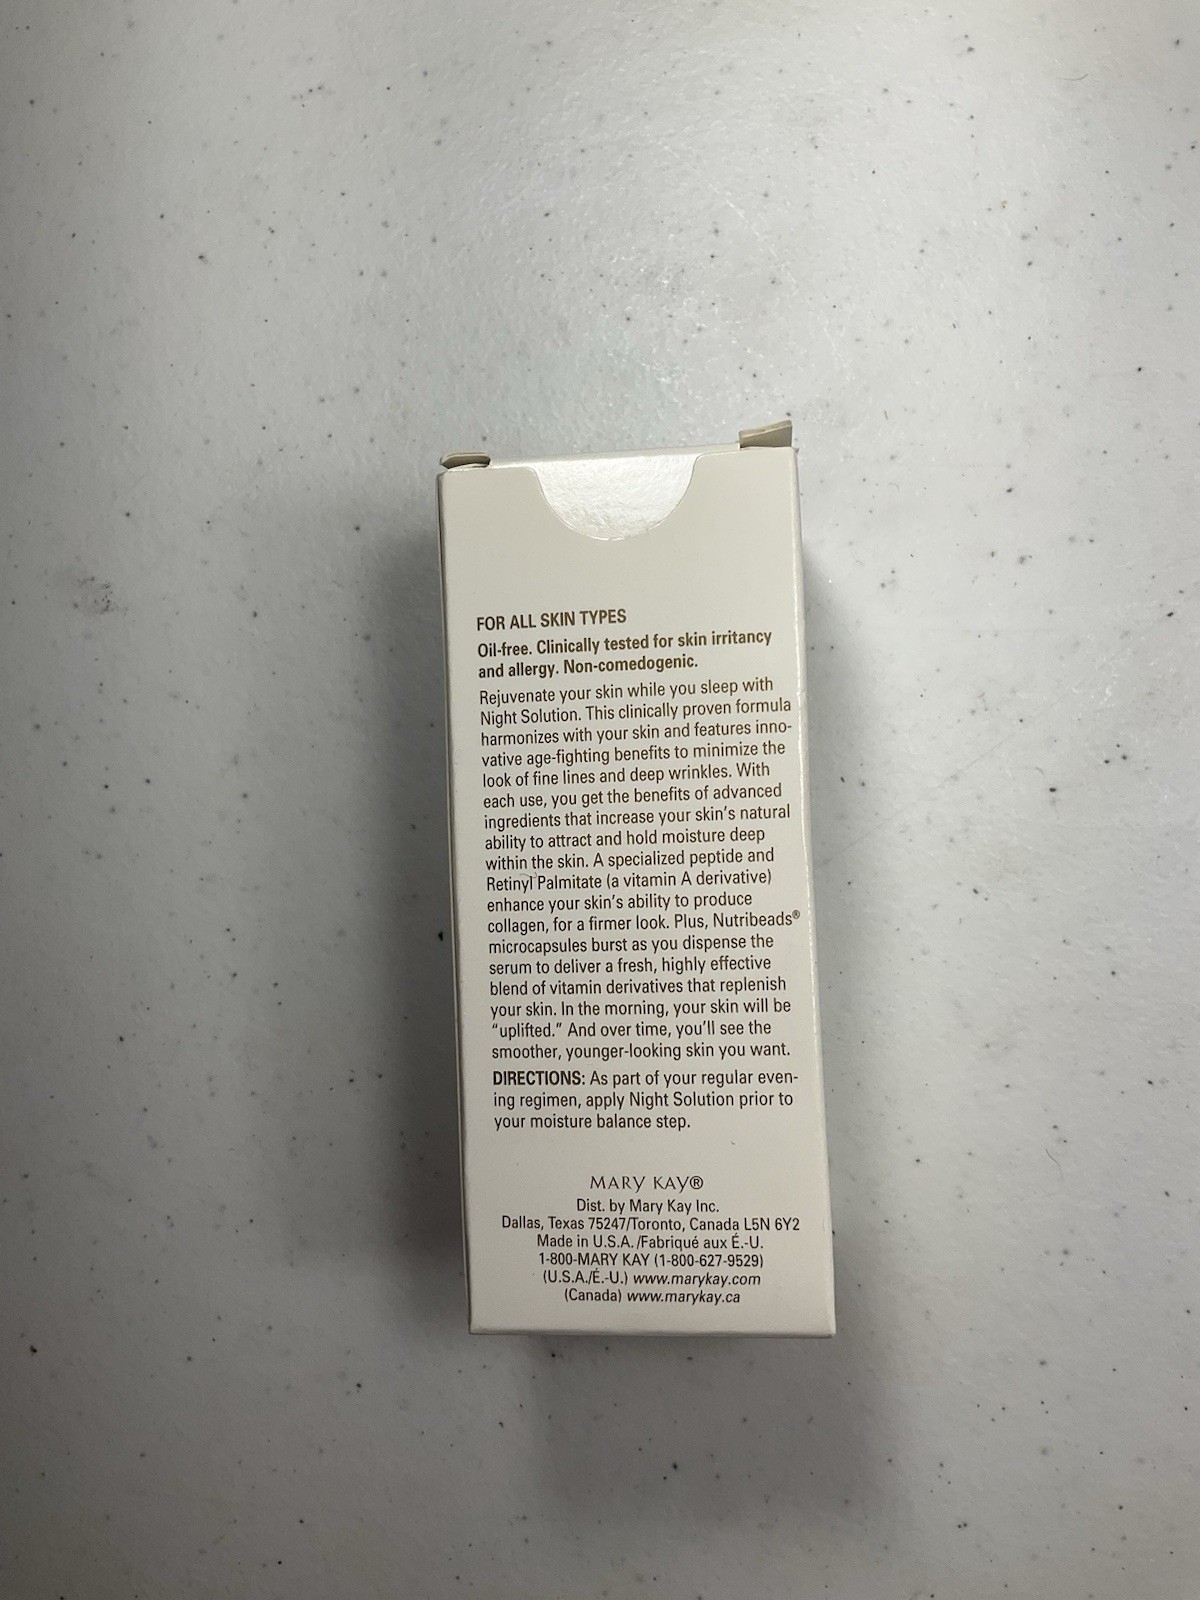 FOR ALL SKIN TYPES
Oil-free. Clinically tested for skin irritancy
and allergy. Non-comedogenic.
Rejuvenate your skin while you sleep with
Night Solution. This clinically proven formula
harmonizes with your skin and features inno-
vative age-fighting benefits to minimize the
look of fine lines and deep wrinkles. With
each use, you get the benefits of advanced
ingredients that increase your skin's natural
ability to attract and hold moisture deep
within the skin. A specialized peptide and
Retinyl Palmitate (a vitamin A derivative)
enhance your skin's ability to produce
collagen, for a firmer look. Plus, Nutribeads®
microcapsules burst as you dispense the
serum to deliver a fresh, highly effective
blend of vitamin derivatives that replenish
your skin. In the morning, your skin will be
“uplifted.” And over time, you'll see the
smoother, younger-looking skin you want.
DIRECTIONS: As part of your regular even-
ing regimen, apply Night Solution prior to
your moisture balance step.
MARY KAY®
Dist. by Mary Kay Inc.
Dallas, Texas 75247/Toronto, Canada L5N 6Y2
Made in U.S.A./Fabriqué aux É.-U.
1-800-MARY KAY (1-800-627-9529)
(U.S.A./É.-U.) www.marykay.com
(Canada) www.marykay.ca